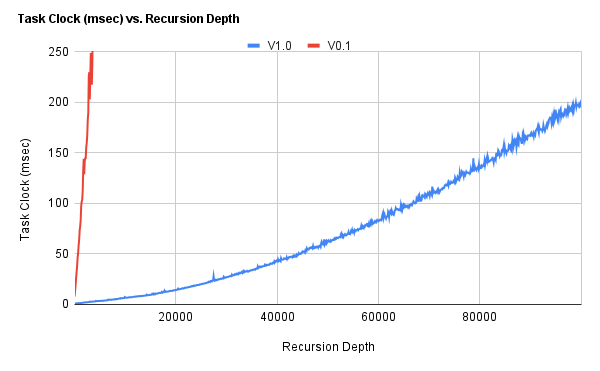 Task Clock (msec) vs. Recursion Depth
V1.0 V0.1
250
200
150
100
50
0
Task Clock (msec)
20000 40000 60000 80000
Recursion Depth